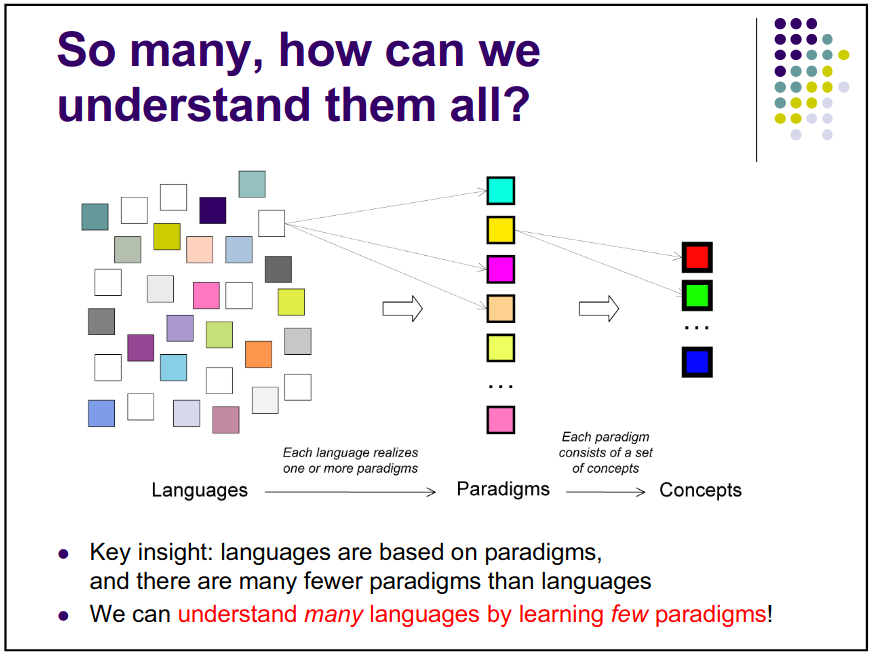 So many, how can we
understand them all?
...
...
Each language realizes
one or more paradigms
Each paradigm
consists of a set
of concepts
Languages
Paradigms
Concepts
Key insight: languages are based on paradigms,
and there are many fewer paradigms than languages
We can understand many languages by learning few paradigms!